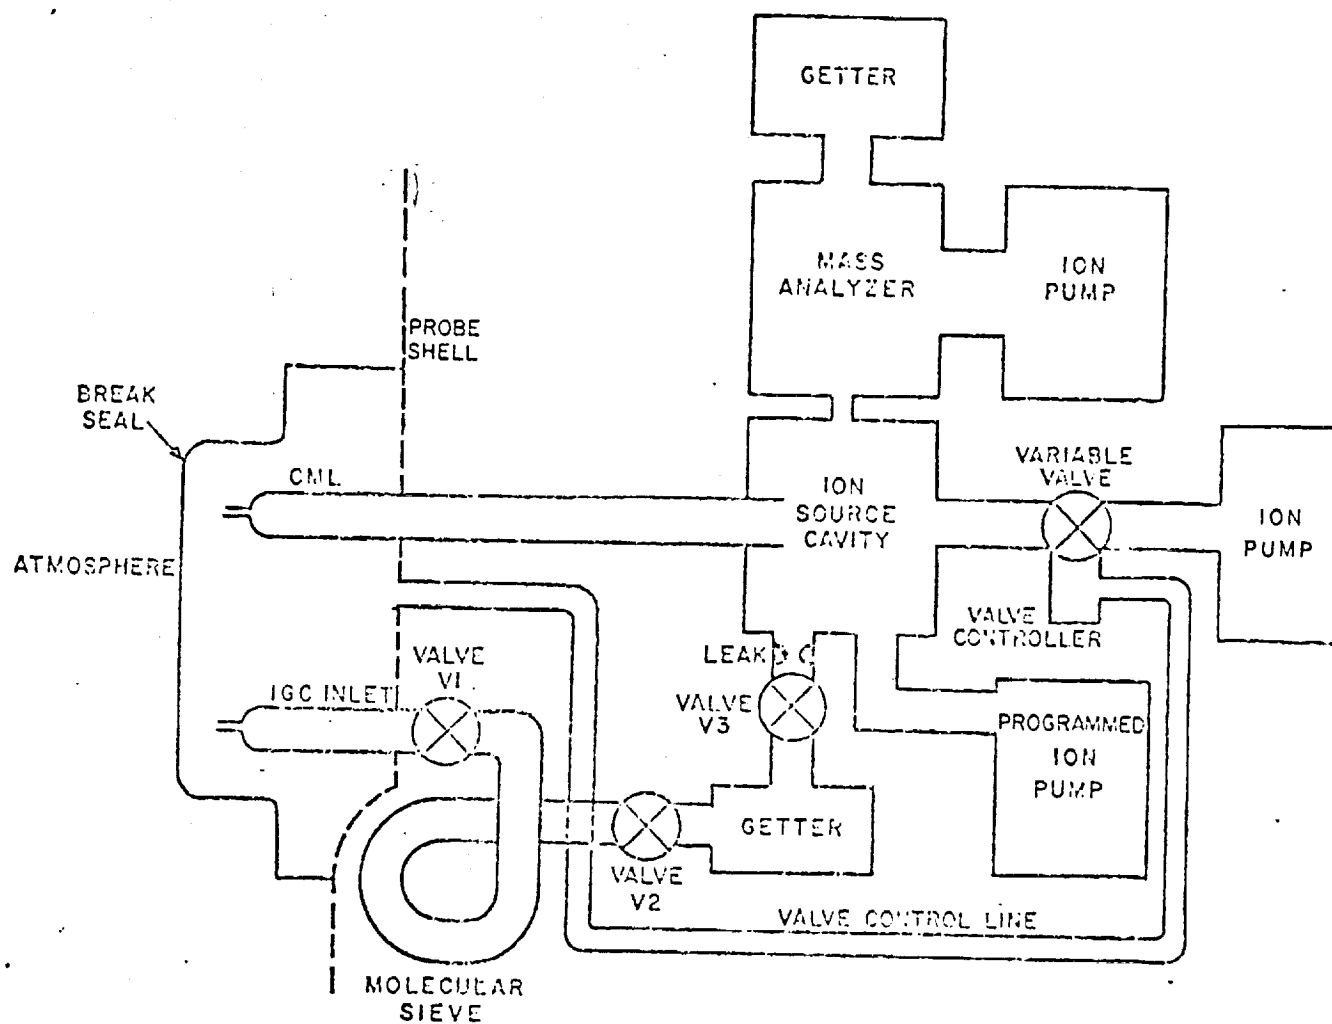 GETTER
MASS
ANALYZER
ION
PUMP
PROBE
SHELL
BREAK
SEAL
CML
ION
SOURCE
CAVITY
VARIABLE
VALVE
ION
PUMP
ATMOSPHERE
VALVE
CONTROLLER
LEAK
VALVE
V1
IGC INLET
VALVE
V3
PROGRAMMED
ION
PUMP
GETTER
VALVE
V2
VALVE CONTROL LINE
MOLECULAR
SIEVE